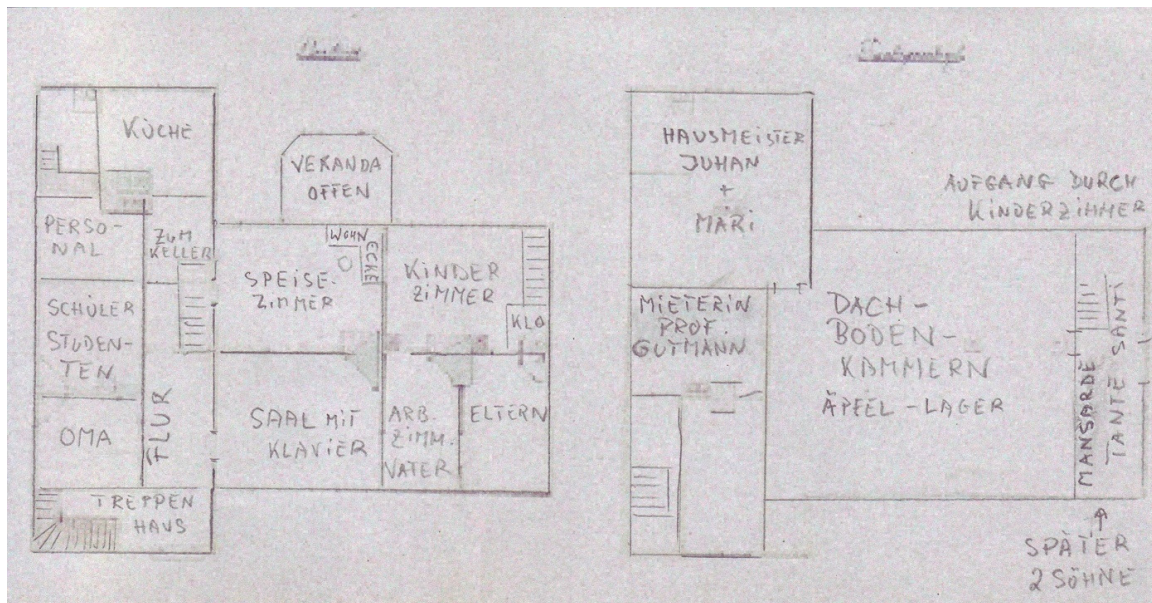 KÜCHE
VERANDA
OFFEN
PERSO-
NAL
ZUM
KELLER
WOHN
ECKE
SPEISE-
ZIMMER
KINDER
ZIMMER
KLO
SCHÜLER
STUDEN-
TEN
OMA
FLUR
SAAL MIT
KLAVIER
ARB.
ZIMM.
VATER
ELTERN
TREPPEN
HAUS
HAUSMEISTER
JUHAN
+
MARI
AUFGANG DURCH
KINDERZIMMER
MIETERIN
PROF.
GUTMANN
DACH-
BODEN-
KAMMERN
ÄPFEL-LAGER
MANSARDE
TANTE SANTI
SPÄTER
2 SÖHNE